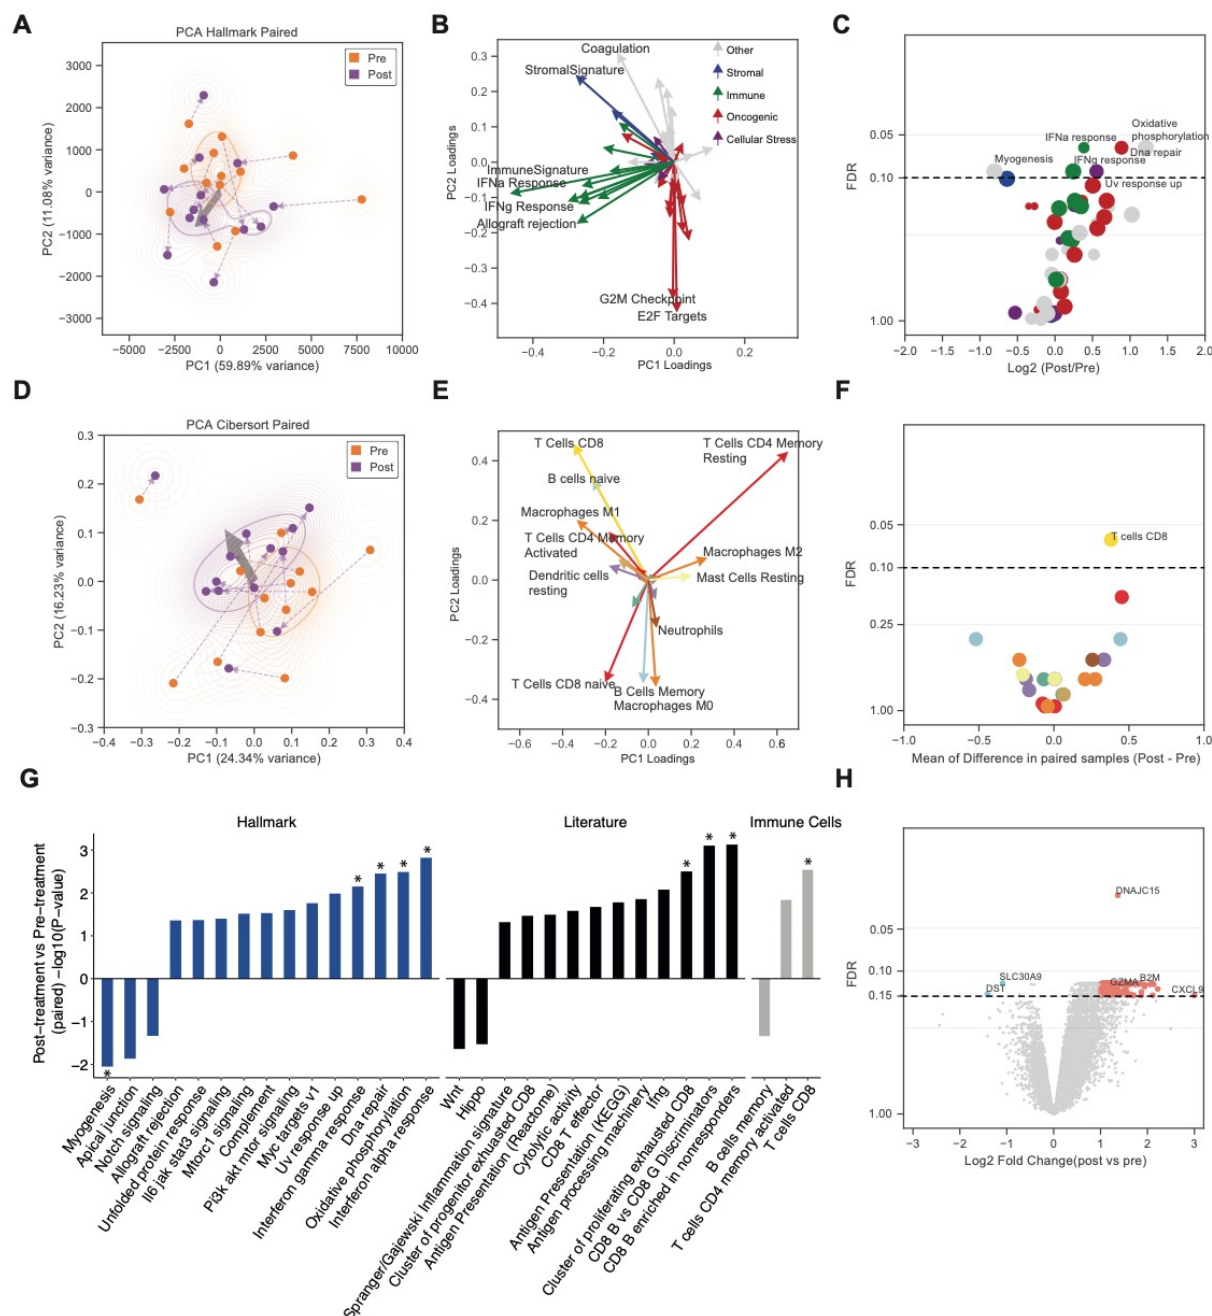 A
PCA Hallmark Paired
Pre
Post
3000
2000
1000
0
−1000
−2000
−3000
PC2 (11.08% variance)
−5000 −2500 0 2500 5000 7500 10000
PC1 (59.89% variance)
B
Coagulation
StromalSignature
Other
Stromal
Immune
Oncogenic
Cellular Stress
ImmuneSignature
IFNa Response
IFNg Response
Allograft rejection
G2M Checkpoint
E2F Targets
0.3
0.2
0.1
0.0
−0.1
−0.2
−0.3
−0.4
PC2 Loadings
−0.4 −0.2 0.0 0.2
PC1 Loadings
C
0.05
0.10
1.00
FDR
IFNa response
Oxidative
phosphorylation
Dna repair
Myogenesis
IFNg response
Uv response up
−2.0 −1.5 −1.0 −0.5 0.0 0.5 1.0 1.5 2.0
Log2 (Post/Pre)
D
PCA Cibersort Paired
Pre
Post
0.3
0.2
0.1
0.0
−0.1
−0.2
−0.3
PC2 (16.23% variance)
−0.4 −0.3 −0.2 −0.1 0.0 0.1 0.2 0.3 0.4
PC1 (24.34% variance)
E
T Cells CD8
T Cells CD4 Memory
Resting
B cells naive
Macrophages M1
T Cells CD4 Memory
Activated
Macrophages M2
Dendritic cells
resting
Mast Cells Resting
Neutrophils
T Cells CD8 naive
B Cells Memory
Macrophages M0
0.4
0.2
0.0
−0.2
−0.4
PC2 Loadings
−0.6 −0.4 −0.2 0.0 0.2 0.4 0.6
PC1 Loadings
F
0.05
0.10
0.25
1.00
FDR
T cells CD8
−1.0 −0.5 0.0 0.5 1.0
Mean of Difference in paired samples (Post - Pre)
G
Hallmark
Literature
Immune Cells
Post−treatment vs Pre−treatment
(paired) −log10(P−value)
3
2
1
0
−1
−2
*
*
*
*
*
*
*
*
*
Myogenesis
Apical junction
Notch signaling
Allograft rejection
Unfolded protein response
Il6 jak stat3 signaling
Mtorc1 signaling
Complement
Pi3k akt mtor signaling
Myc targets v1
Uv response up
Interferon gamma response
Dna repair
Oxidative phosphorylation
Interferon alpha response
Wnt
Hippo
Spranger/Gajewski Inflammation signature
Cluster of progenitor exhausted CD8
Antigen Presentation (Reactome)
Cytolytic activity
CD8 T effector
Antigen Presentation (KEGG)
Antigen processing machinery
Ifng
Cluster of proliferating exhausted CD8
CD8 B vs CD8 G Discriminators
CD8 B enriched in nonresponders
B cells memory
T cells CD4 memory activated
T cells CD8
H
DNAJC15
SLC30A9
DST
GZMA
B2M
CXCL9
0.05
0.10
0.15
1.00
FDR
−3 −2 −1 0 1 2 3
Log2 Fold Change(post vs pre)